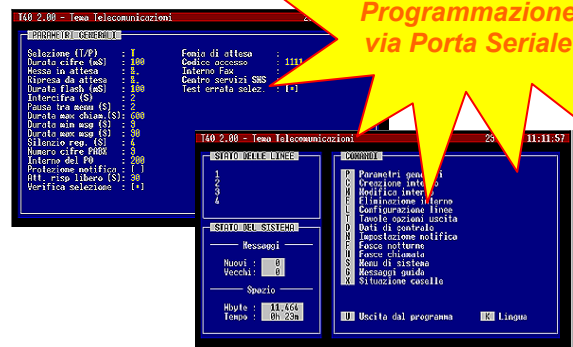 T40 2.00 - Tema Telecomunicazioni
Programmazione
via Porta Seriale
PARAMETRI GENERALI
Selezione (T/P) : T
Durata cifre (mS) : 100
Messa in attesa : &,
Ripresa da attesa : &,
Durata flash (mS) : 100
Intercifra (S) : 2
Pausa tra menu (S) : 2
Durata max chiam.(S): 600
Durata min msg (S) : 3
Durata max msg (S) : 90
Silenzio reg. (S) : 4
Numero cifre PABX : 3
Interno del PO : 200
Protezione notifica : [ ]
Att. risp libero (S): 30
Verifica selezione : [*]
Fonia di attesa :
Codice accesso : 1111
Interno Fax :
Centro servizi SMS :
Test errata selez. : [*]
T40 2.00 - Tema Telecomunicazioni 11:11:57
STATO DELLE LINEE
1
2
3
4
STATO DEL SISTEMA
Messaggi
Nuovi : 0
Vecchi: 0
Spazio
Mbyte : 11,464
Tempo : 0h 23m
COMANDI
P Parametri generali
C Creazione interno
M Modifica interno
E Eliminazione interno
L Configurazione linee
T Tavole opzioni uscita
D Dati di controllo
N Impostazione notifica
F Fasce notturne
H Fasce chiamata
S Menu di sistema
G Messaggi guida
X Situazione caselle
U Uscita dal programma K Lingua